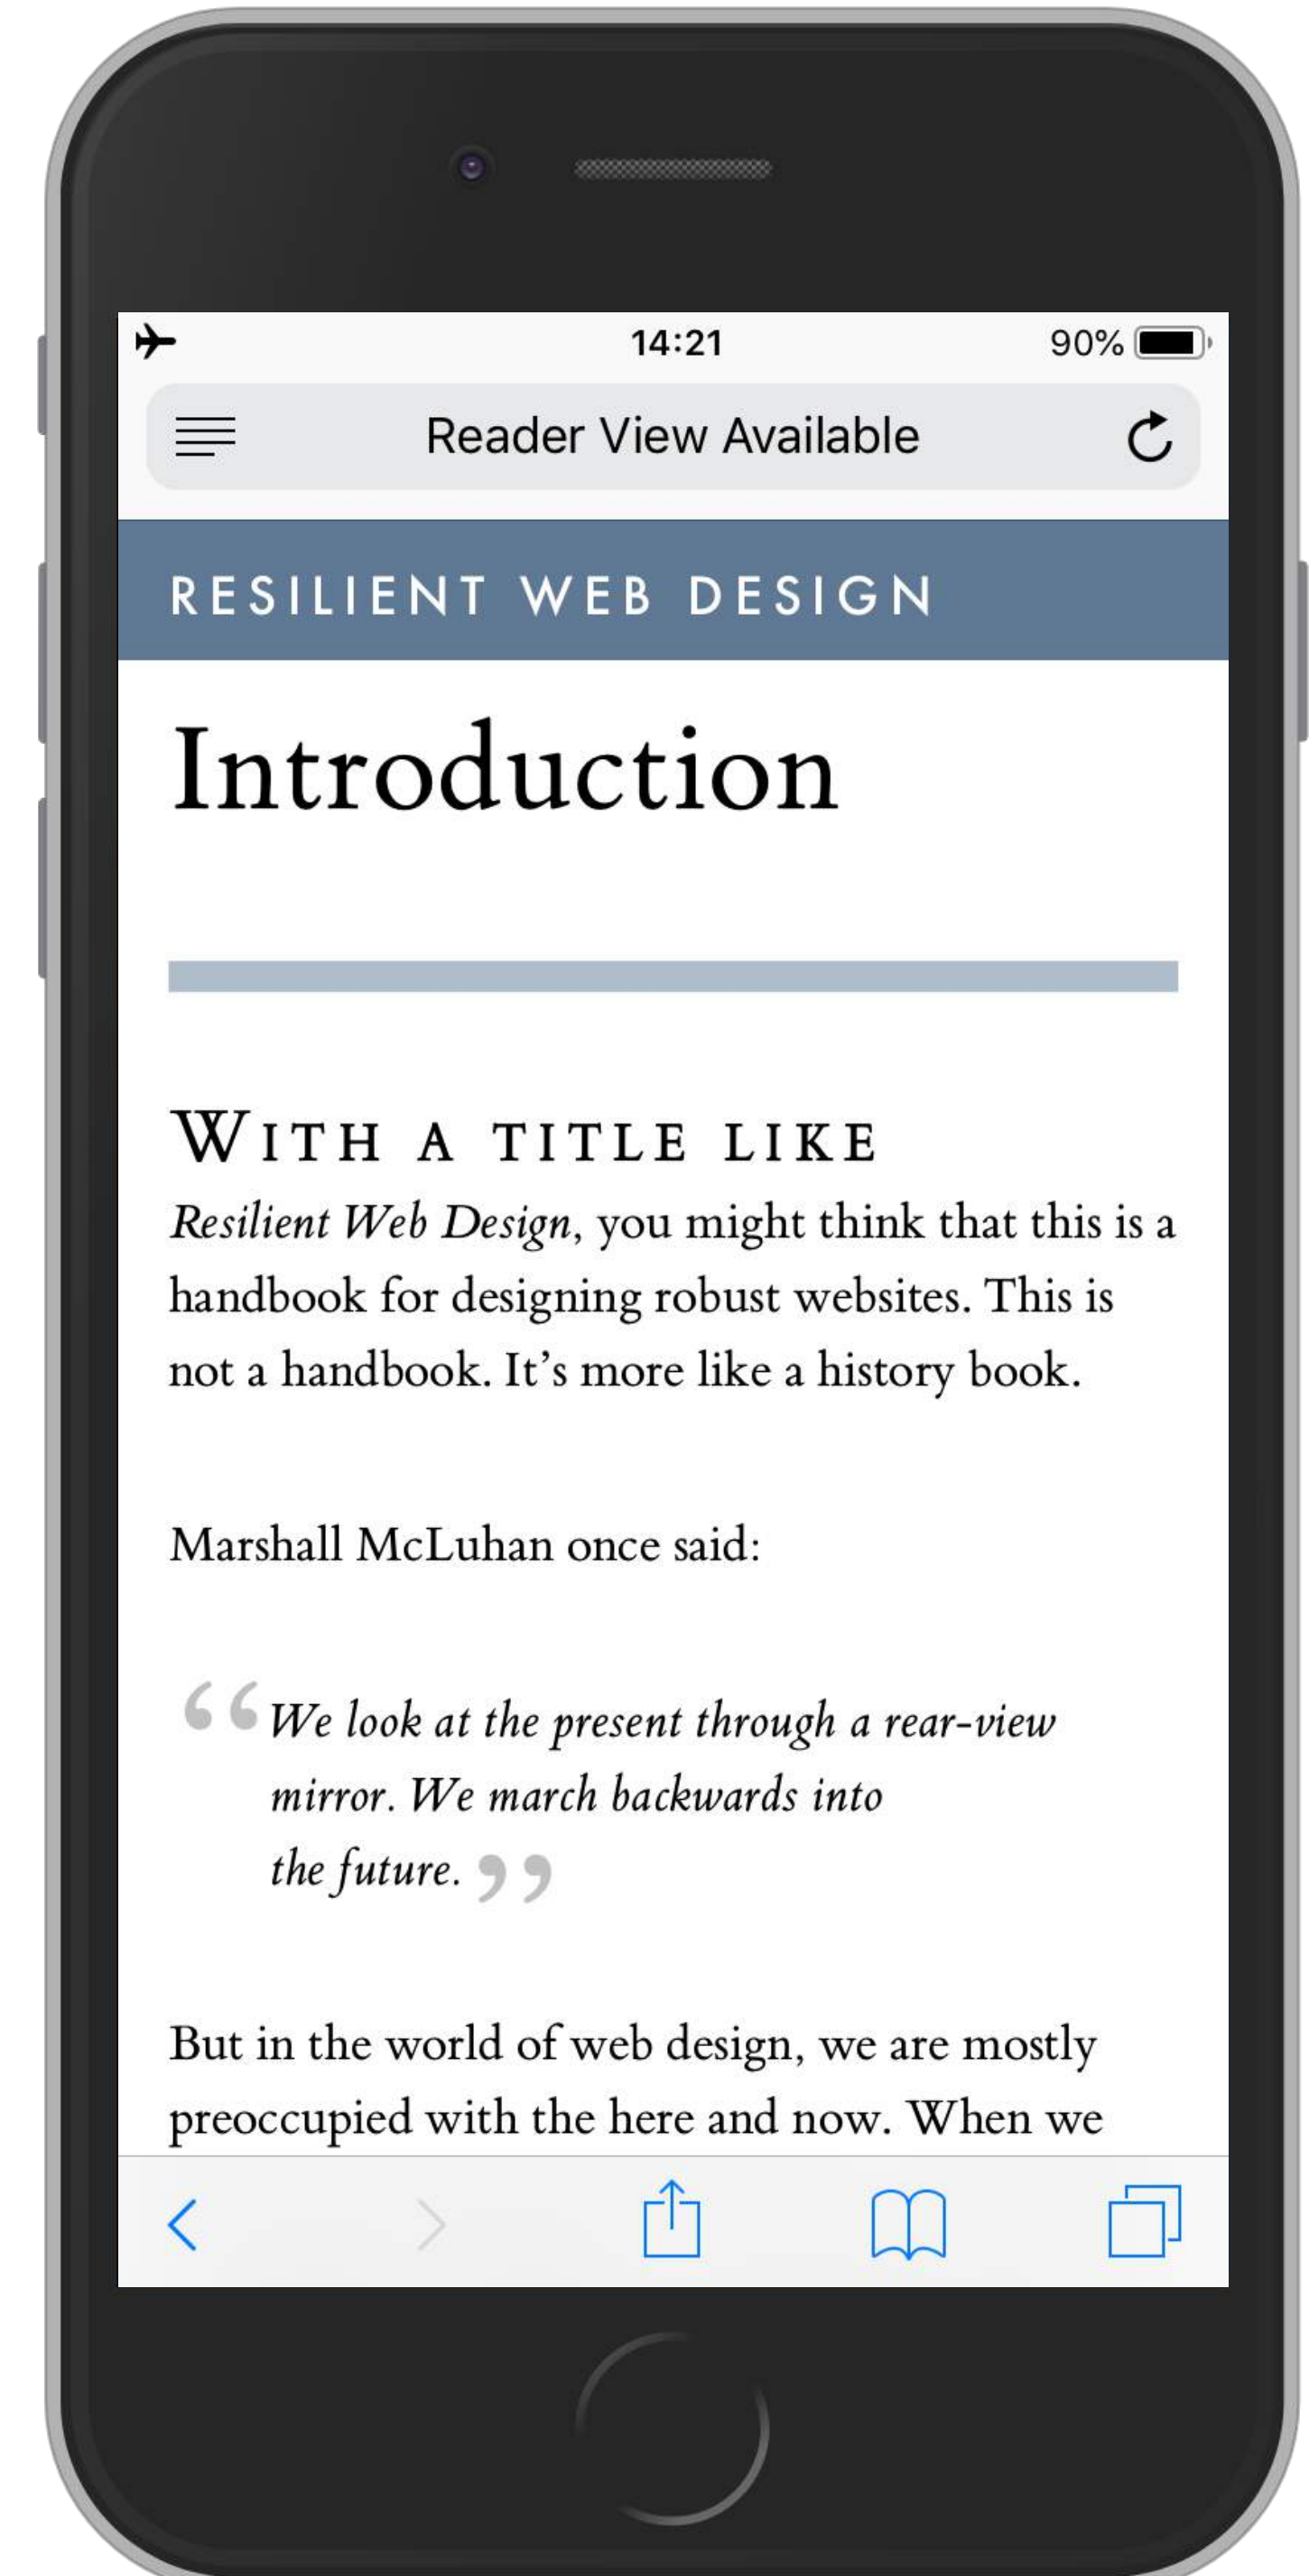 14:21 90%
Reader View Available
RESILIENT WEB DESIGN
Introduction
WITH A TITLE LIKE
Resilient Web Design, you might think that this is a
handbook for designing robust websites. This is
not a handbook. It’s more like a history book.
Marshall McLuhan once said:
“We look at the present through a rear-view
mirror. We march backwards into
the future.”
But in the world of web design, we are mostly
preoccupied with the here and now. When we